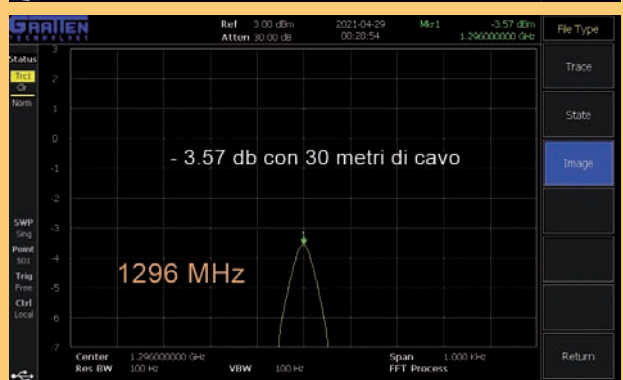 GRATTEN
TECHNOLOGY
Ref 3.00 dBm 2021-04-29 Mkr1 -3.57 dBm
Atten 30.00 dB 00:28:54 1.296000000 GHz
File Type
Status
Trc1
Clr
Norm
3
2
1
0
-1
-2
-3
-4
-5
-6
-7
- 3.57 db con 30 metri di cavo
1296 MHz
1
SWP
Sing
Point
501
Trig
Free
Ctrl
Local
Trace
State
Image
Return
Center 1.296000000 GHz Span 1.000 kHz
Res BW 100 Hz VBW 100 Hz FFT Process